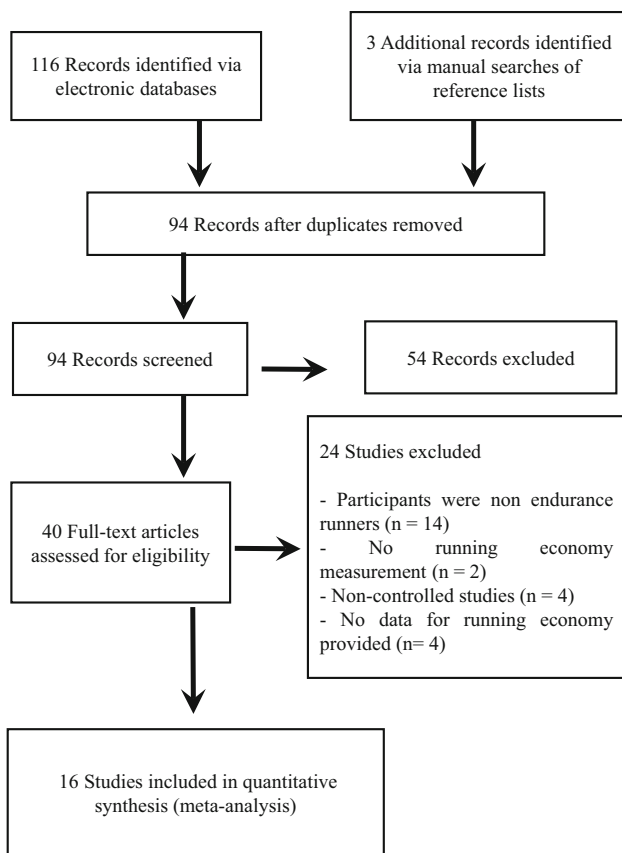 116 Records identified via
electronic databases
3 Additional records identified
via manual searches of
reference lists
94 Records after duplicates removed
94 Records screened
54 Records excluded
40 Full-text articles
assessed for eligibility
24 Studies excluded
- Participants were non endurance
runners (n = 14)
- No running economy
measurement (n = 2)
- Non-controlled studies (n = 4)
- No data for running economy
provided (n= 4)
16 Studies included in quantitative
synthesis (meta-analysis)